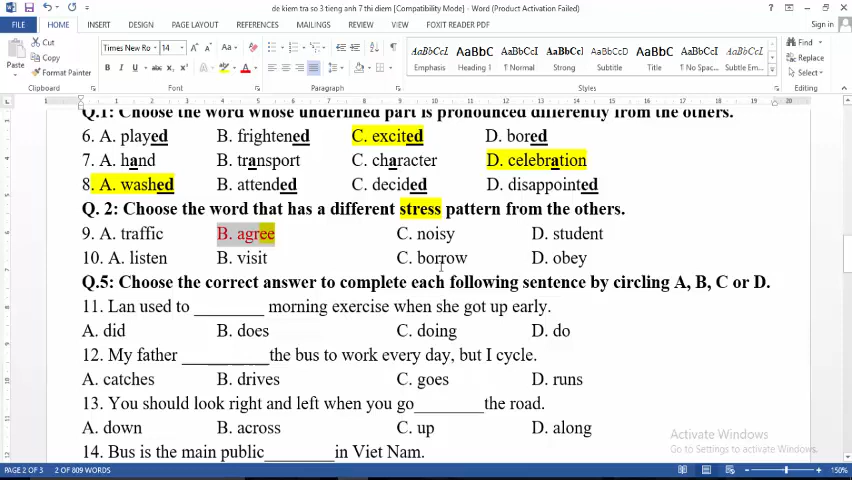 de kiem tra so 3 tieng anh 7 thi diem [Compatibility Mode] - Word (Product Activation Failed)
FILE HOME INSERT DESIGN PAGE LAYOUT REFERENCES MAILINGS REVIEW VIEW FOXIT READER PDF Sign in
Cut
Copy
Format Painter
Paste
Clipboard
Times New Ro 14
Font
Paragraph
AaBbCcI AaBbC AaBbCcI AaBbCcI AaBbCcD AaBbC AaBbCcI AaBbCcI
Emphasis Heading 1 ¶ Normal Strong Subtitle Title ¶ No Spac... Subtle Em...
Styles
Find
Replace
Select
Editing
Q.1: Choose the word whose underlined part is pronounced differently from the others.
6. A. played B. frightened C. excited D. bored
7. A. hand B. transport C. character D. celebration
8. A. washed B. attended C. decided D. disappointed
Q. 2: Choose the word that has a different stress pattern from the others.
9. A. traffic B. agree C. noisy D. student
10. A. listen B. visit C. borrow D. obey
Q.5: Choose the correct answer to complete each following sentence by circling A, B, C or D.
11. Lan used to ________ morning exercise when she got up early.
A. did B. does C. doing D. do
12. My father __________the bus to work every day, but I cycle.
A. catches B. drives C. goes D. runs
13. You should look right and left when you go________the road.
A. down B. across C. up D. along
14. Bus is the main public________in Viet Nam.
Activate Windows
Go to Settings to activate Windows.
PAGE 2 OF 3 2 OF 809 WORDS 150%